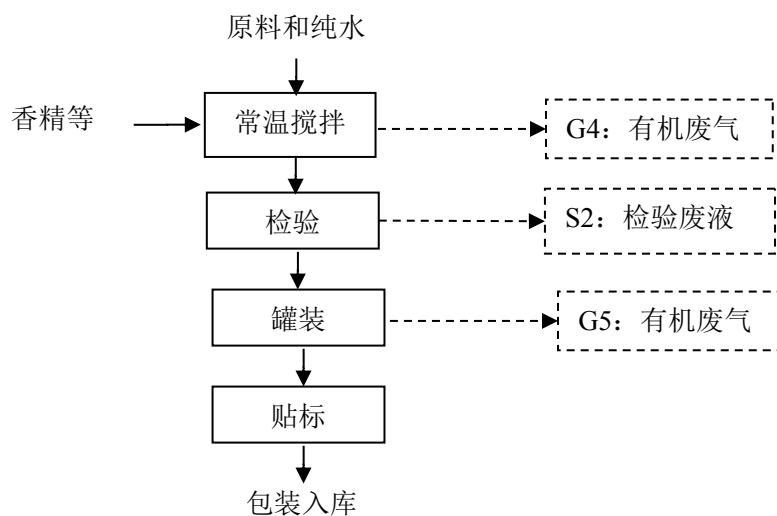 原料和纯水
香精等
常温搅拌
G4：有机废气
检验
S2：检验废液
罐装
G5：有机废气
贴标
包装入库